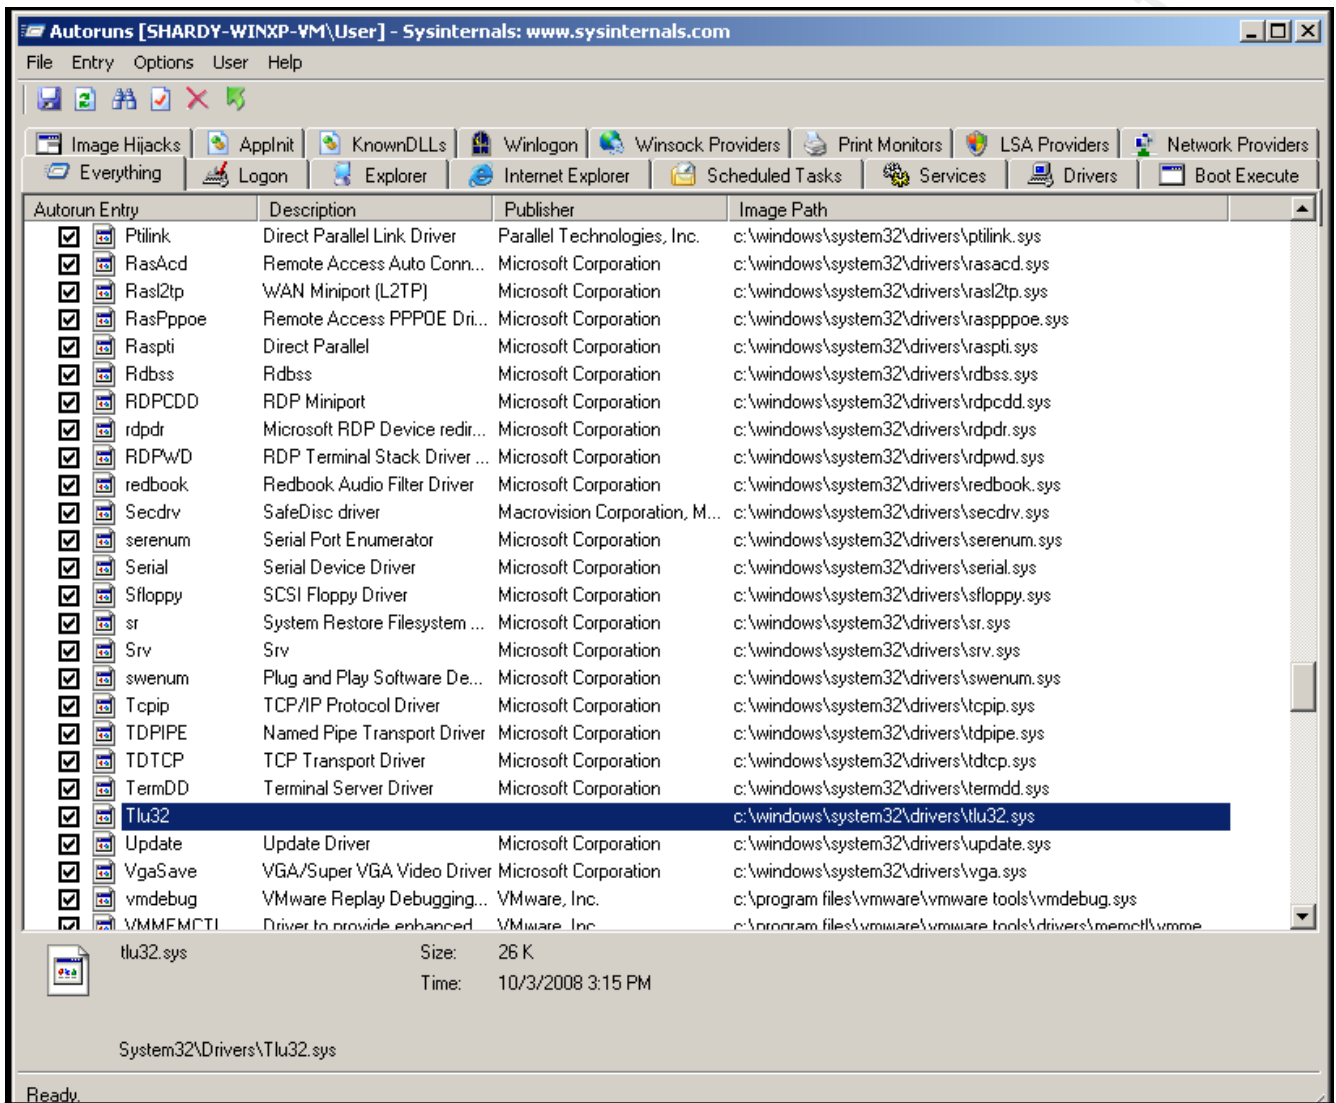 Autoruns [SHARDY-WINXP-VM\User] - Sysinternals: www.sysinternals.com
File Entry Options User Help
Image Hijacks AppInit KnownDLLs Winlogon Winsock Providers Print Monitors LSA Providers Network Providers
Everything Logon Explorer Internet Explorer Scheduled Tasks Services Drivers Boot Execute
Autorun Entry Description Publisher Image Path
Ptilink Direct Parallel Link Driver Parallel Technologies, Inc. c:\windows\system32\drivers\ptilink.sys
RasAcd Remote Access Auto Conn... Microsoft Corporation c:\windows\system32\drivers\rasacd.sys
Rasl2tp WAN Miniport (L2TP) Microsoft Corporation c:\windows\system32\drivers\rasl2tp.sys
RasPppoe Remote Access PPPOE Dri... Microsoft Corporation c:\windows\system32\drivers\raspppoe.sys
Raspti Direct Parallel Microsoft Corporation c:\windows\system32\drivers\raspti.sys
Rdbss Rdbss Microsoft Corporation c:\windows\system32\drivers\rdbss.sys
RDPCDD RDP Miniport Microsoft Corporation c:\windows\system32\drivers\rdpcdd.sys
rdpdr Microsoft RDP Device redir... Microsoft Corporation c:\windows\system32\drivers\rdpdr.sys
RDPWD RDP Terminal Stack Driver ... Microsoft Corporation c:\windows\system32\drivers\rdpwd.sys
redbook Redbook Audio Filter Driver Microsoft Corporation c:\windows\system32\drivers\redbook.sys
Secdrv SafeDisc driver Macrovision Corporation, M... c:\windows\system32\drivers\secdrv.sys
serenum Serial Port Enumerator Microsoft Corporation c:\windows\system32\drivers\serenum.sys
Serial Serial Device Driver Microsoft Corporation c:\windows\system32\drivers\serial.sys
Sfloppy SCSI Floppy Driver Microsoft Corporation c:\windows\system32\drivers\sfloppy.sys
sr System Restore Filesystem ... Microsoft Corporation c:\windows\system32\drivers\sr.sys
Srv Srv Microsoft Corporation c:\windows\system32\drivers\srv.sys
swenum Plug and Play Software De... Microsoft Corporation c:\windows\system32\drivers\swenum.sys
Tcpip TCP/IP Protocol Driver Microsoft Corporation c:\windows\system32\drivers\tcpip.sys
TDPIPE Named Pipe Transport Driver Microsoft Corporation c:\windows\system32\drivers\tdpipe.sys
TDTCP TCP Transport Driver Microsoft Corporation c:\windows\system32\drivers\tdtcp.sys
TermDD Terminal Server Driver Microsoft Corporation c:\windows\system32\drivers\termdd.sys
Tlu32 c:\windows\system32\drivers\tlu32.sys
Update Update Driver Microsoft Corporation c:\windows\system32\drivers\update.sys
VgaSave VGA/Super VGA Video Driver Microsoft Corporation c:\windows\system32\drivers\vga.sys
vmdebug VMware Replay Debugging... VMware, Inc. c:\program files\vmware\vmware tools\vmdebug.sys
VMMEMCTL Driver to provide enhanced VMware, Inc. c:\program files\vmware\vmware tools\drivers\memctl\vmme
tlu32.sys Size: 26 K
Time: 10/3/2008 3:15 PM
System32\Drivers\Tlu32.sys
Ready.